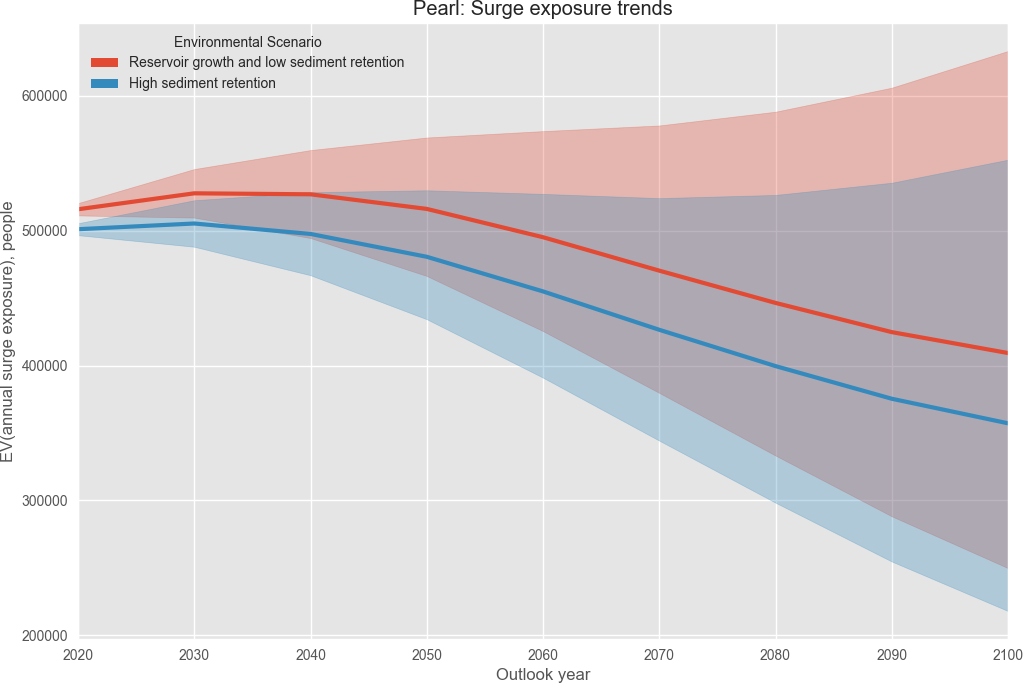 Pearl: Surge exposure trends
Environmental Scenario
Reservoir growth and low sediment retention
High sediment retention
EV(annual surge exposure), people
600000
500000
400000
300000
200000
2020 2030 2040 2050 2060 2070 2080 2090 2100
Outlook year